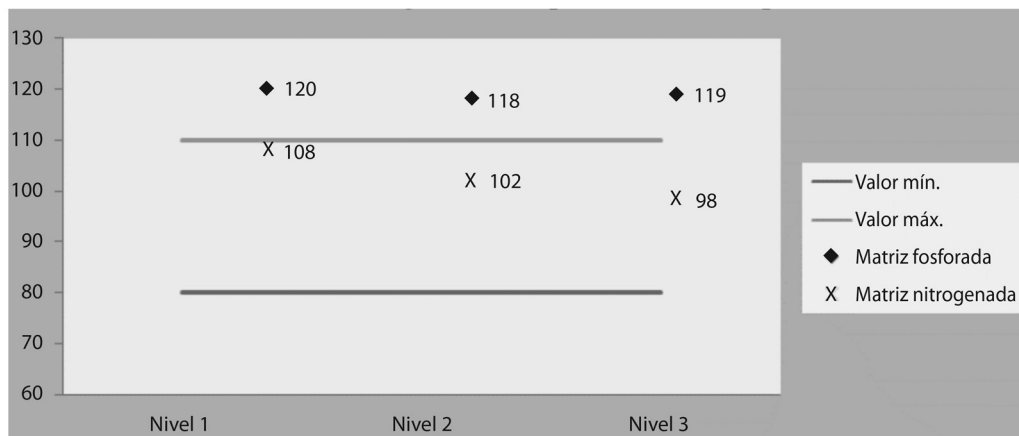 130
120
110
100
90
80
70
60
120
118
119
108
102
98
Nivel 1 Nivel 2 Nivel 3
Valor mín.
Valor máx.
Matriz fosforada
X Matriz nitrogenada